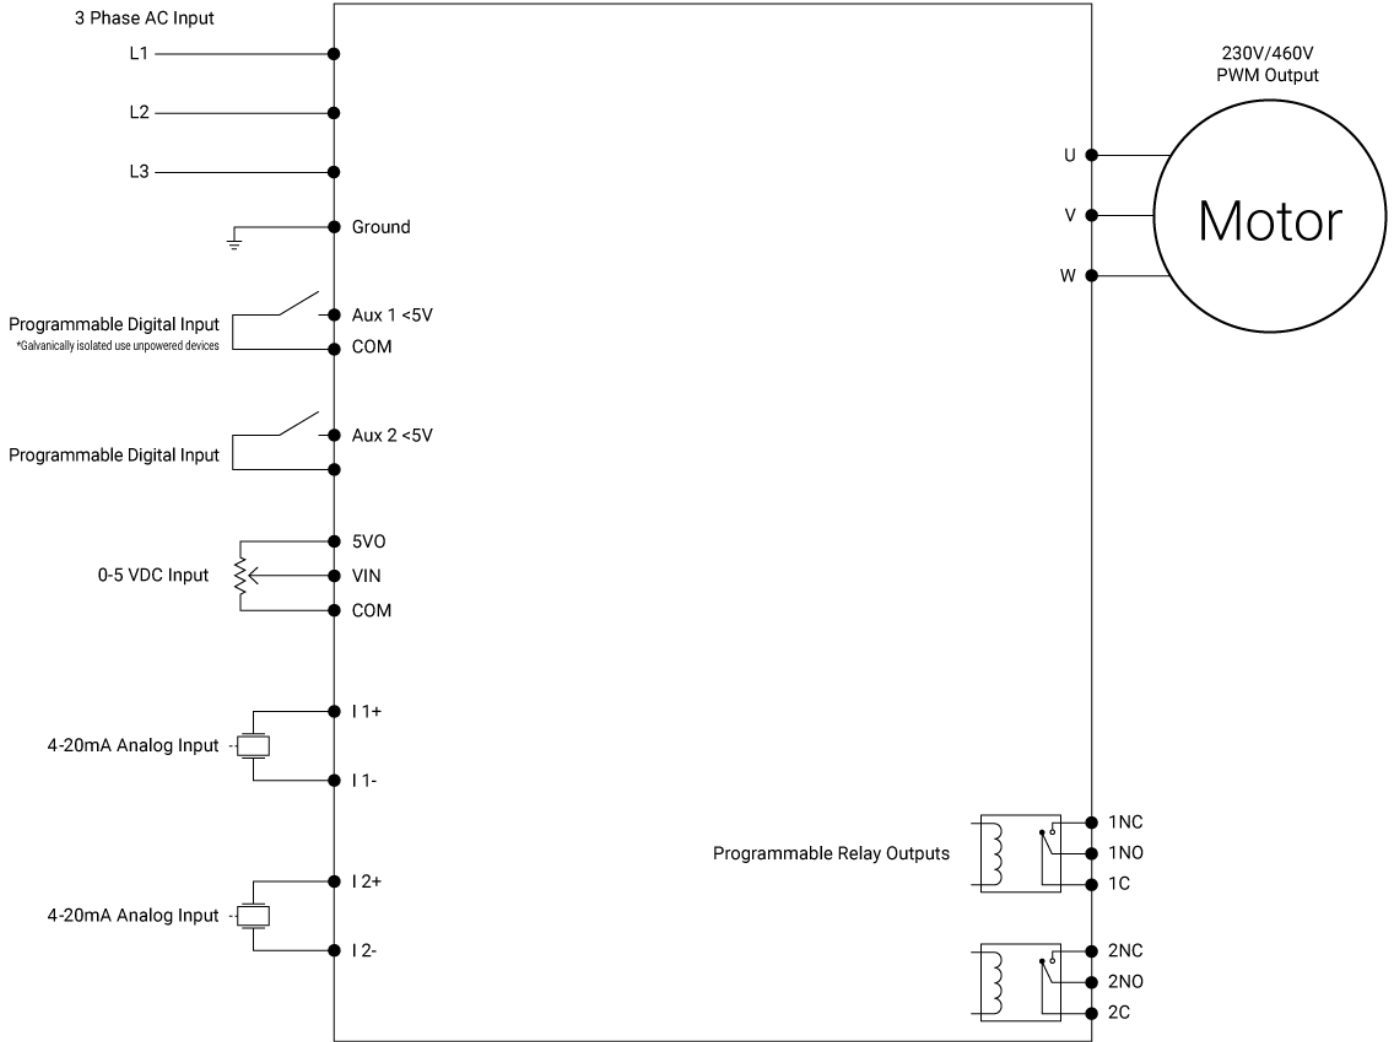 3 Phase AC Input
L1
L2
L3
Ground
Programmable Digital Input
*Galvanically isolated use unpowered devices
Aux 1 <5V
COM
Programmable Digital Input
Aux 2 <5V
0-5 VDC Input
5VO
VIN
COM
4-20mA Analog Input
I 1+
I 1-
4-20mA Analog Input
I 2+
I 2-
230V/460V
PWM Output
U
V
W
Motor
Programmable Relay Outputs
1NC
1NO
1C
2NC
2NO
2C